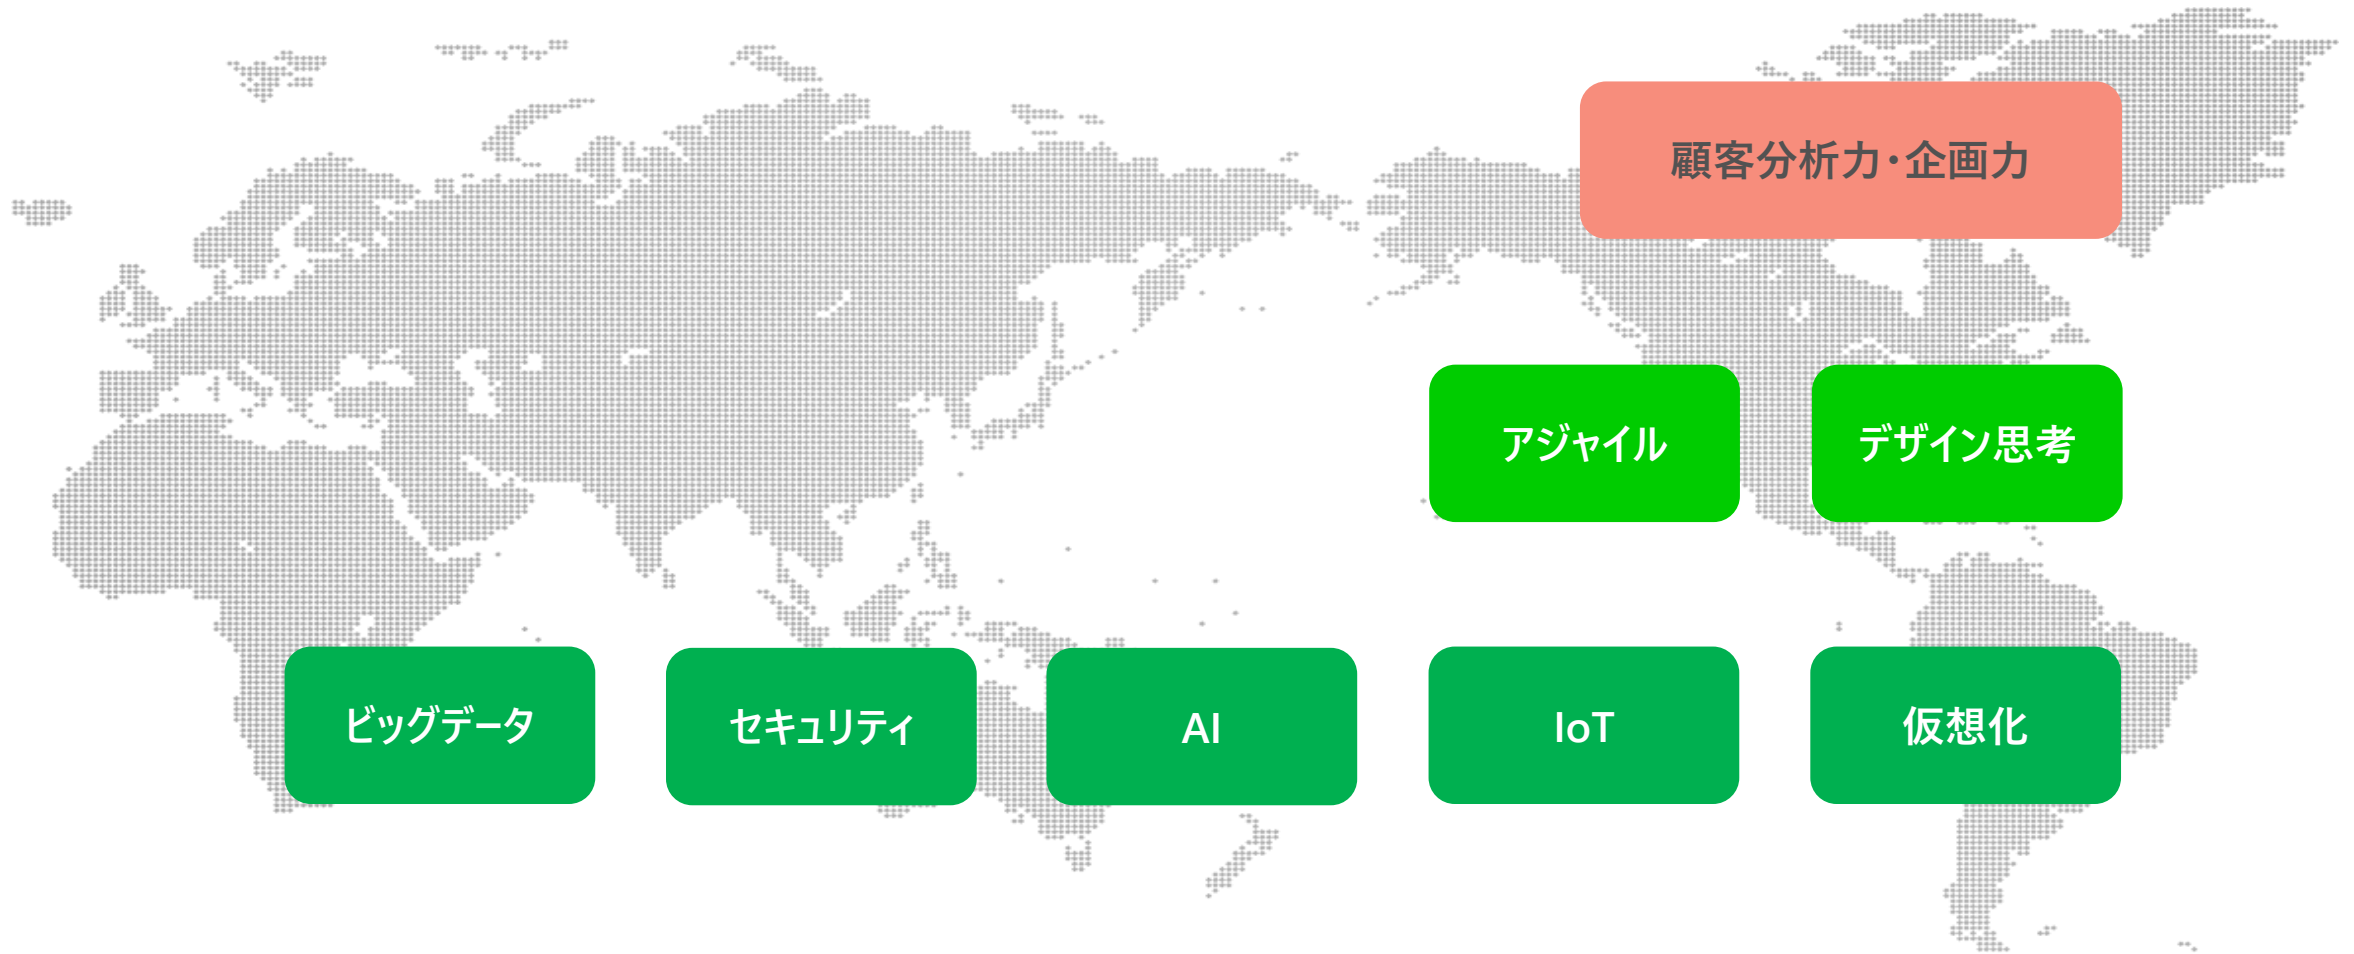 顧客分析力・企画力
アジャイル
デザイン思考
ビッグデータ
セキュリティ
AI
IoT
仮想化